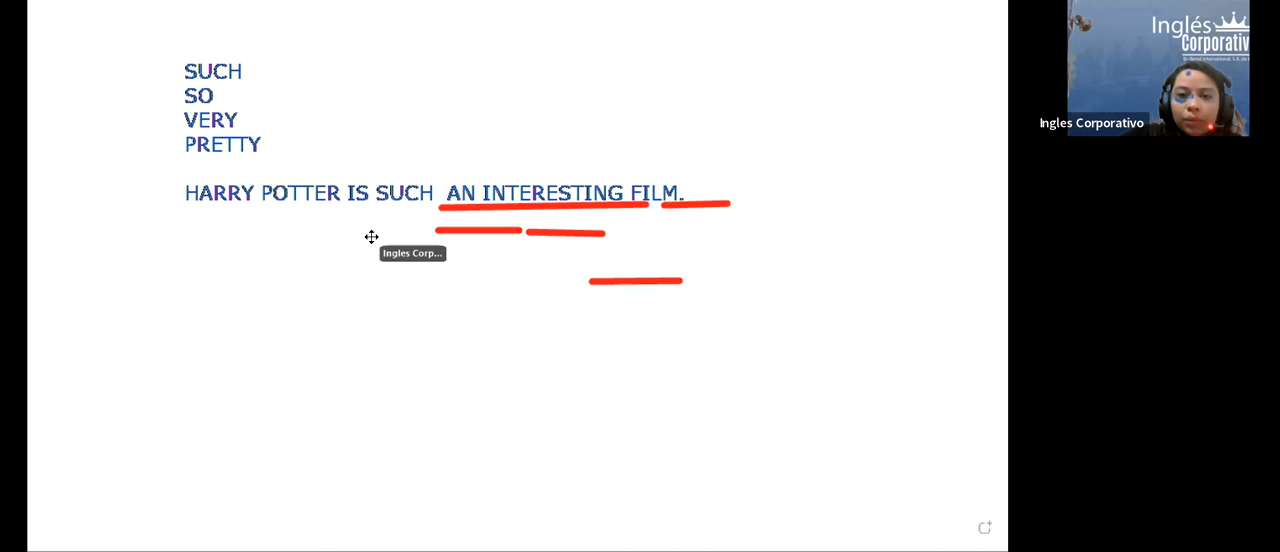 SUCH
SO
VERY
PRETTY
HARRY POTTER IS SUCH AN INTERESTING FILM.
Ingles Corp...
Inglés
Corporativ
Ingles Corporativo